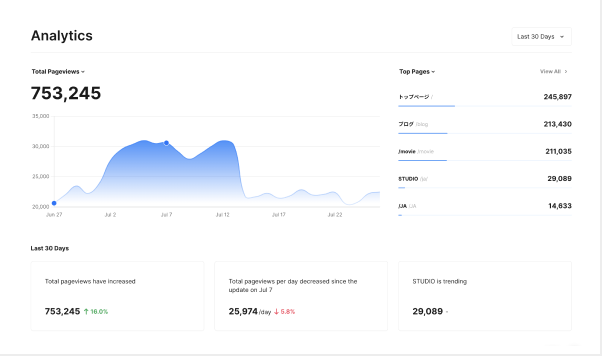 Analytics
Last 30 Days
Total Pageviews
753,245
35,000
30,000
25,000
20,000
Jun 27
Jul 2
Jul 7
Jul 12
Jul 17
Jul 22
Top Pages
View All
トップページ /
245,897
ブログ /blog
213,430
/movie /movie
211,035
STUDIO /ja/
29,089
/JA /JA
14,633
Last 30 Days
Total pageviews have increased
753,245 ↑ 16.0%
Total pageviews per day decreased since the
update on Jul 7
25,974 /day ↓ 5.8%
STUDIO is trending
29,089 -